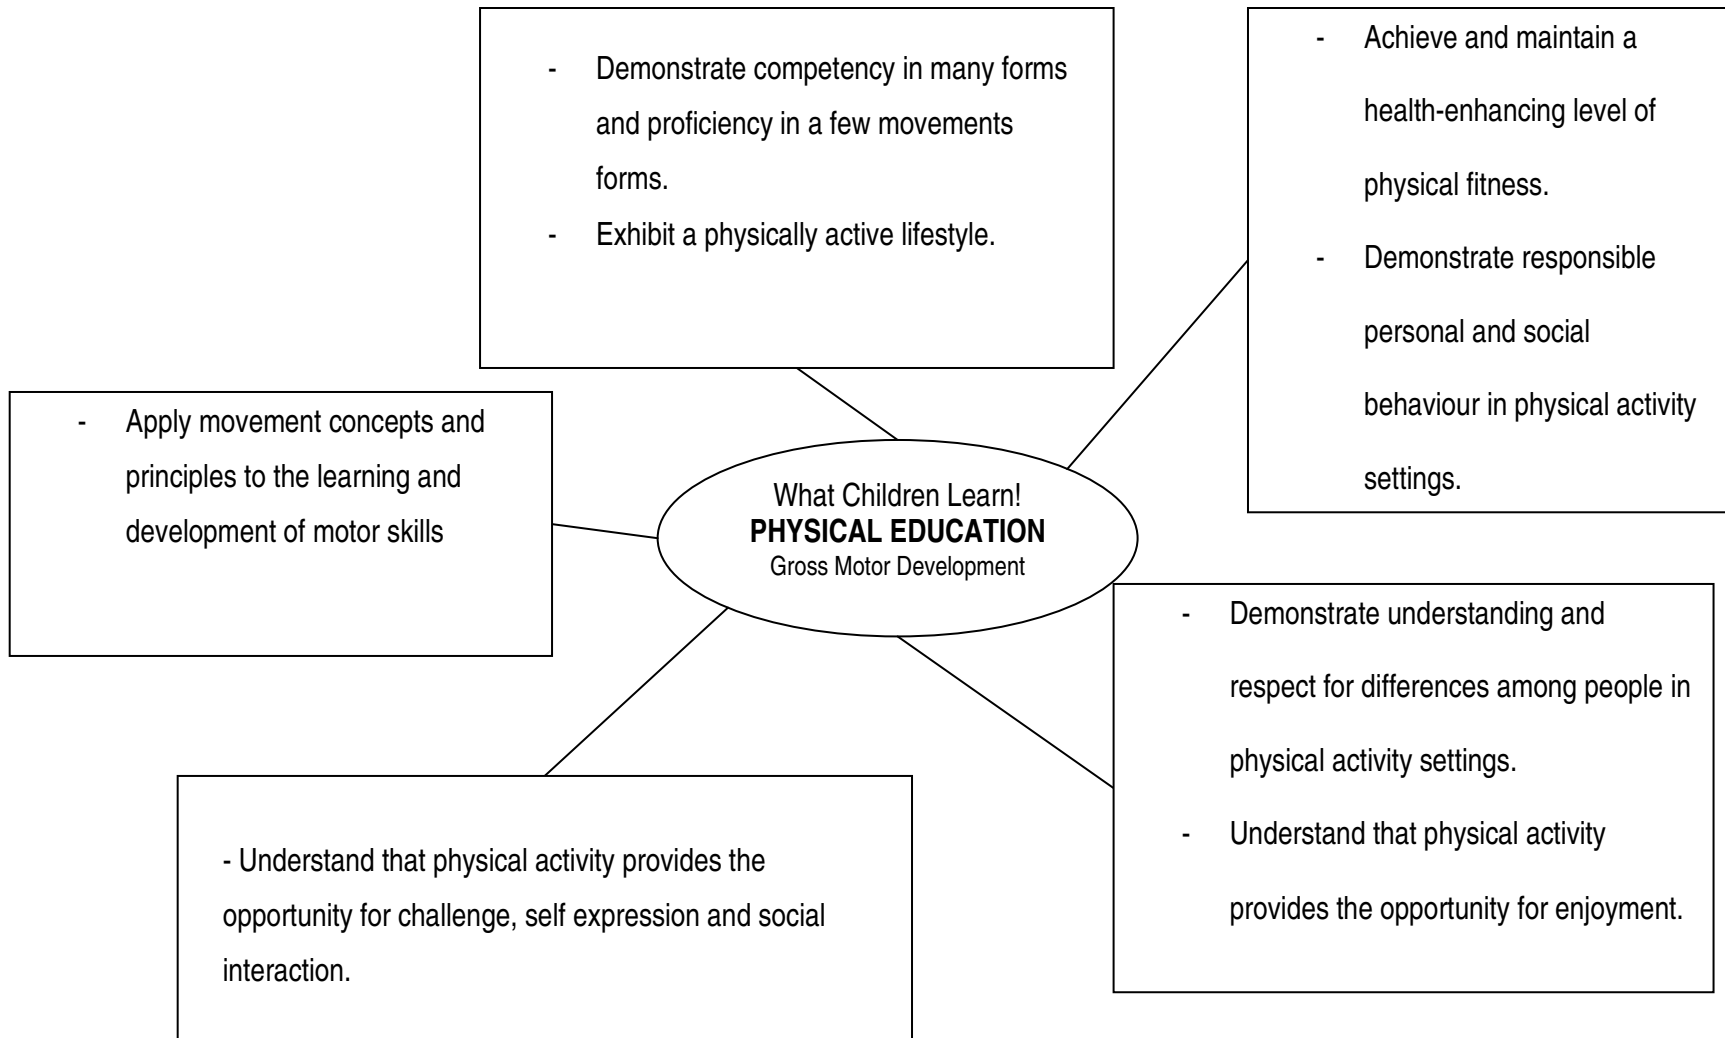 - Demonstrate competency in many forms
and proficiency in a few movements
forms.
- Exhibit a physically active lifestyle.
- Achieve and maintain a
health-enhancing level of
physical fitness.
- Demonstrate responsible
personal and social
behaviour in physical activity
settings.
- Apply movement concepts and
principles to the learning and
development of motor skills
What Children Learn!
PHYSICAL EDUCATION
Gross Motor Development
- Demonstrate understanding and
respect for differences among people in
physical activity settings.
- Understand that physical activity
provides the opportunity for enjoyment.
- Understand that physical activity provides the
opportunity for challenge, self expression and social
interaction.